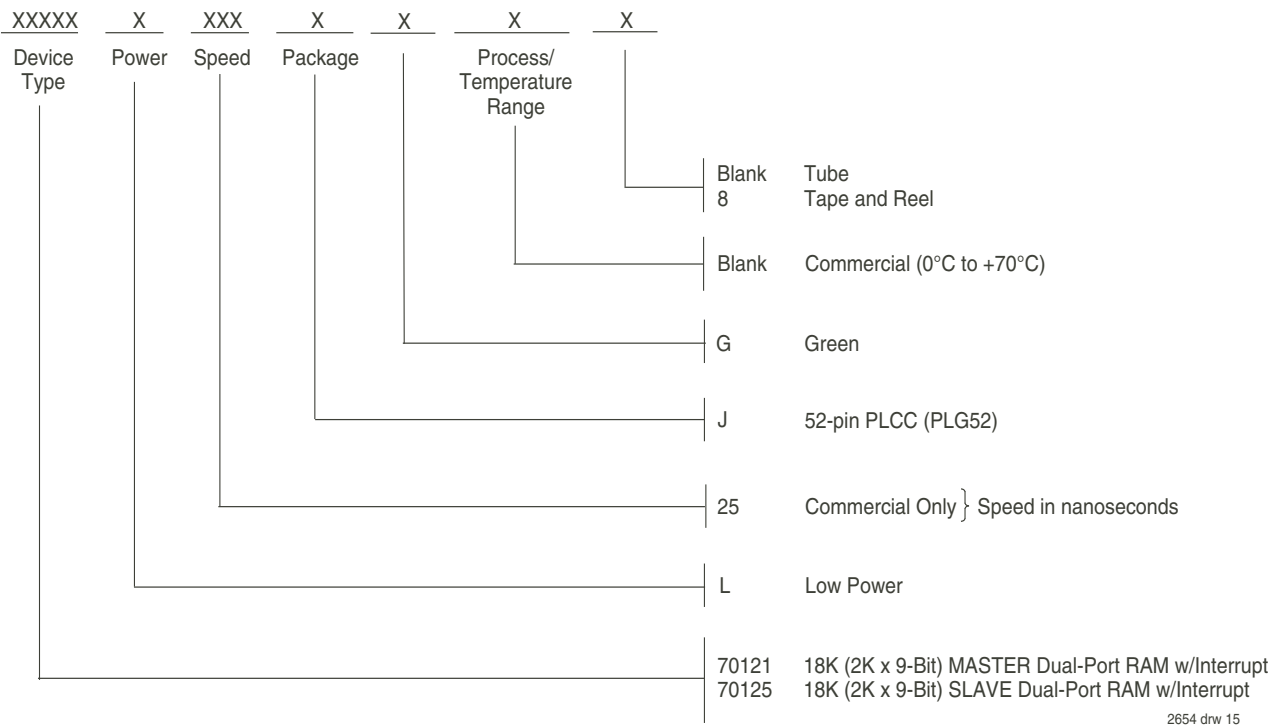 XXXXX X XXX X X X X
Device Type Power Speed Package Process/ Temperature Range
Blank Tube
8 Tape and Reel
Blank Commercial (0°C to +70°C)
G Green
J 52-pin PLCC (PLG52)
25 Commercial Only } Speed in nanoseconds
L Low Power
70121 18K (2K x 9-Bit) MASTER Dual-Port RAM w/Interrupt
70125 18K (2K x 9-Bit) SLAVE Dual-Port RAM w/Interrupt
2654 drw 15